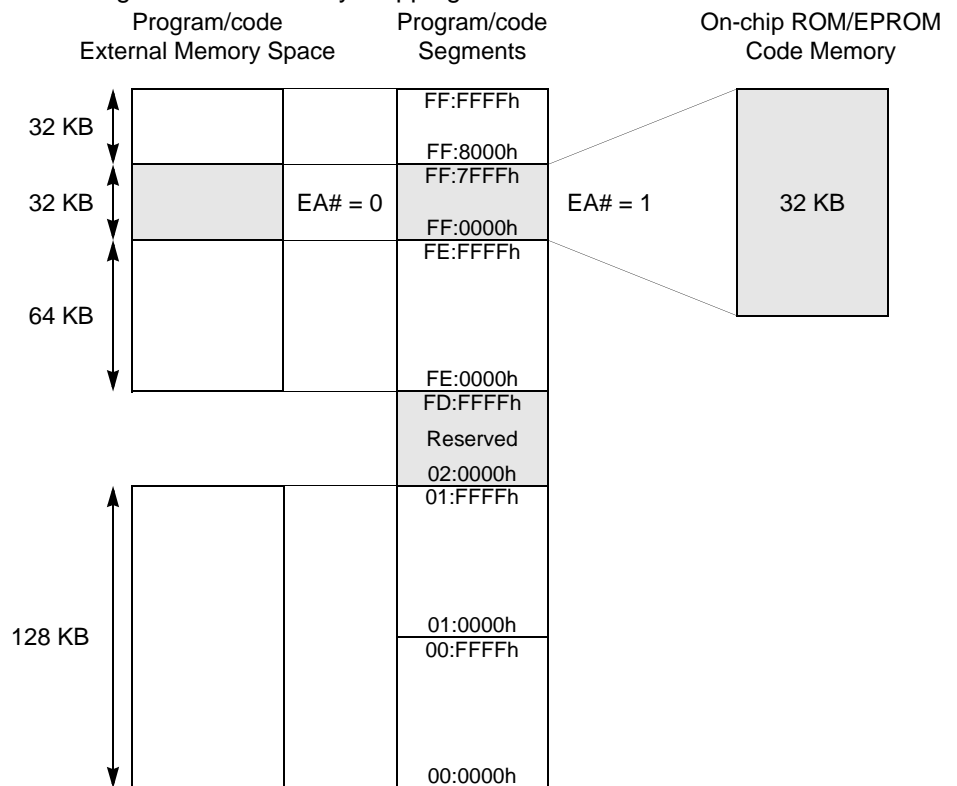 Program/code
External Memory Space
Program/code
Segments
On-chip ROM/EPROM
Code Memory
32 KB
FF:FFFFh
FF:8000h
32 KB
EA# = 0
FF:7FFFh
FF:0000h
EA# = 1
32 KB
64 KB
FE:FFFFh
FE:0000h
FD:FFFFh
Reserved
02:0000h
128 KB
01:FFFFh
01:0000h
00:FFFFh
00:0000h